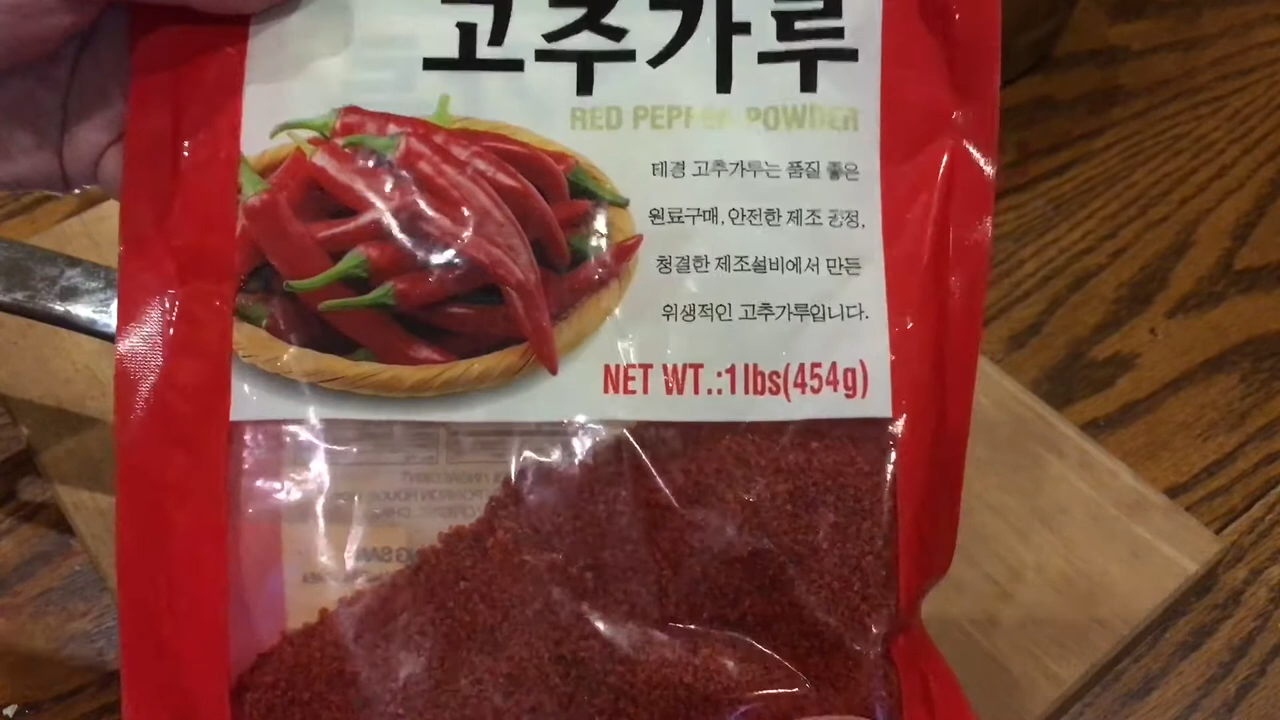 고추가루
RED PEPPER POWDER
태경 고추가루는 품질 좋은
원료구매, 안전한 제조 공정,
청결한 제조설비에서 만든
위생적인 고추가루입니다.
NET WT.:1lbs(454g)